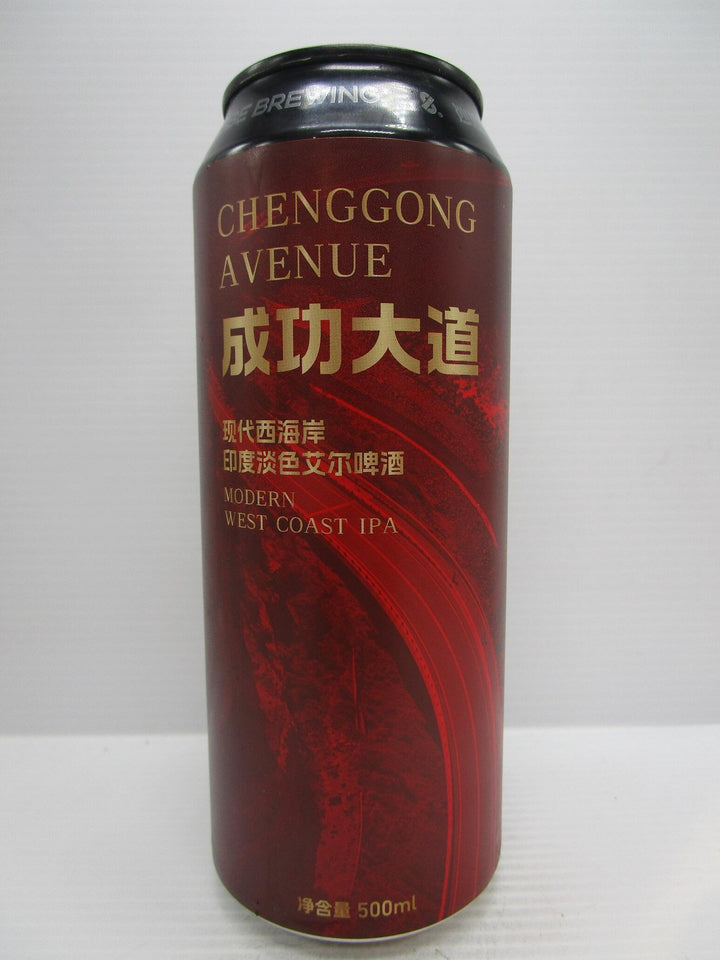 BREWING
CHENGGONG
AVENUE
成功大道
现代西海岸
印度淡色艾尔啤酒
MODERN
WEST COAST IPA
净含量 500ml